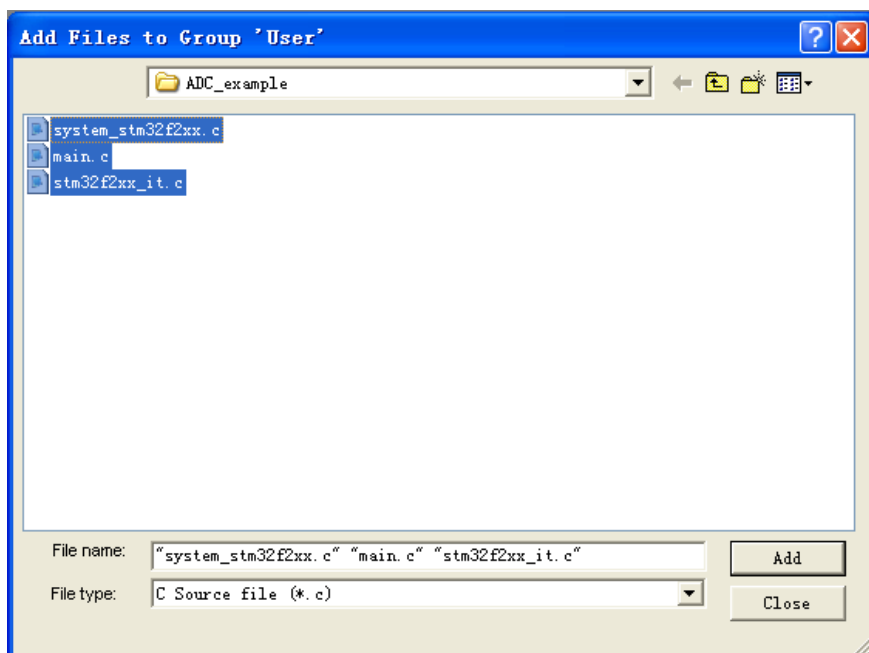 Add Files to Group 'User'
ADC_example
system_stm32f2xx.c
main.c
stm32f2xx_it.c
File name: "system_stm32f2xx.c" "main.c" "stm32f2xx_it.c" Add
File type: C Source file (*.c) Close